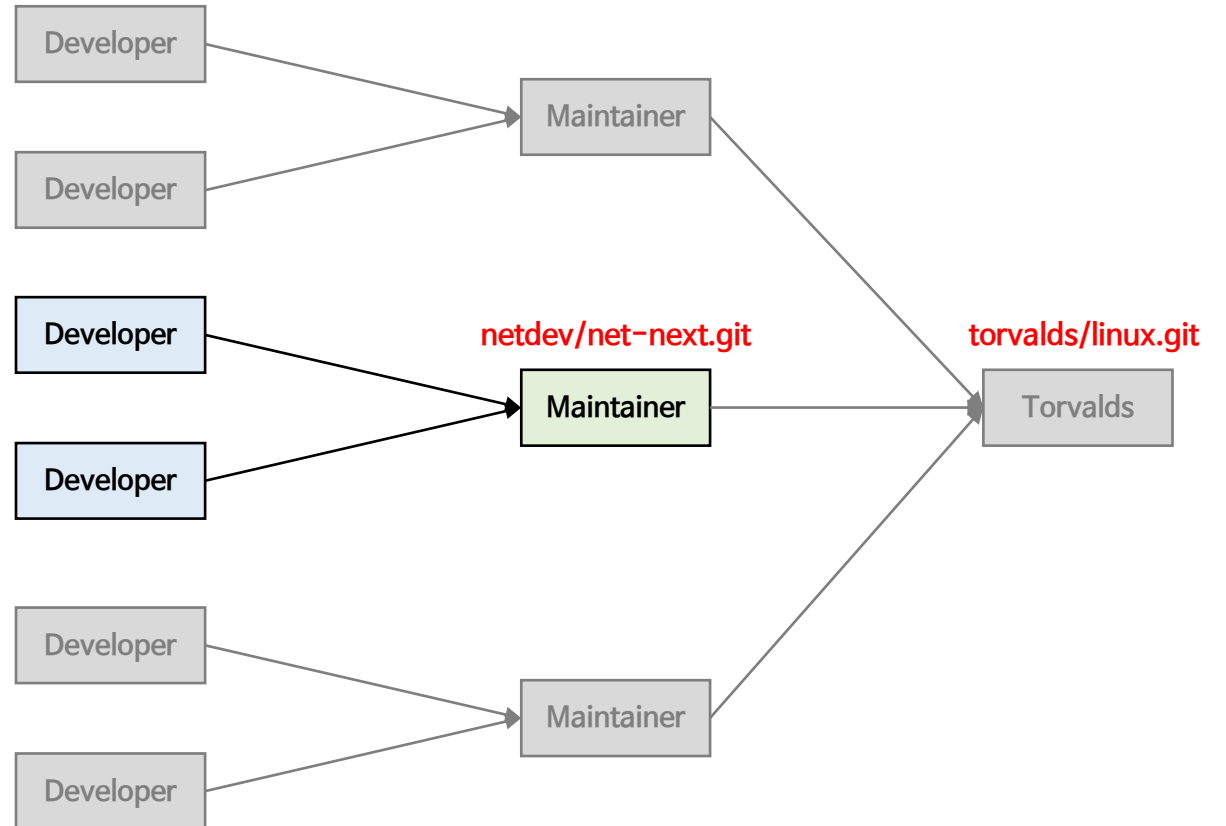 Developer
Maintainer
Developer
Developer
netdev/net-next.git
torvalds/linux.git
Maintainer
Torvalds
Developer
Developer
Maintainer
Developer